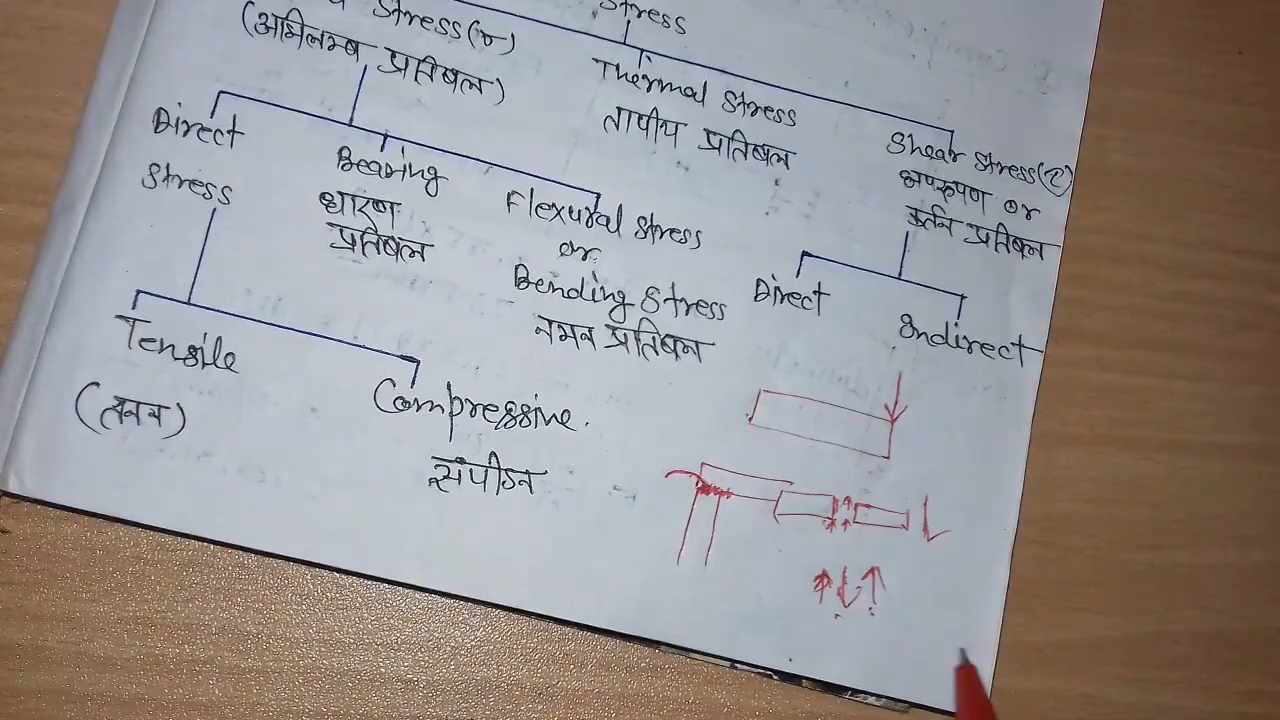 Stress
Stress(σ)
(अभिलम्ब प्रतिबल)
Thermal Stress
तापीय प्रतिबल
Shear Stress(τ)
अपरूपण or
कर्तन प्रतिबल
Direct
Stress
Bearing
धारण
प्रतिबल
Flexural Stress
or
Bending Stress
नमन प्रतिबल
Direct
Indirect
Tensile
(तनन)
Compressive.
संपीडन